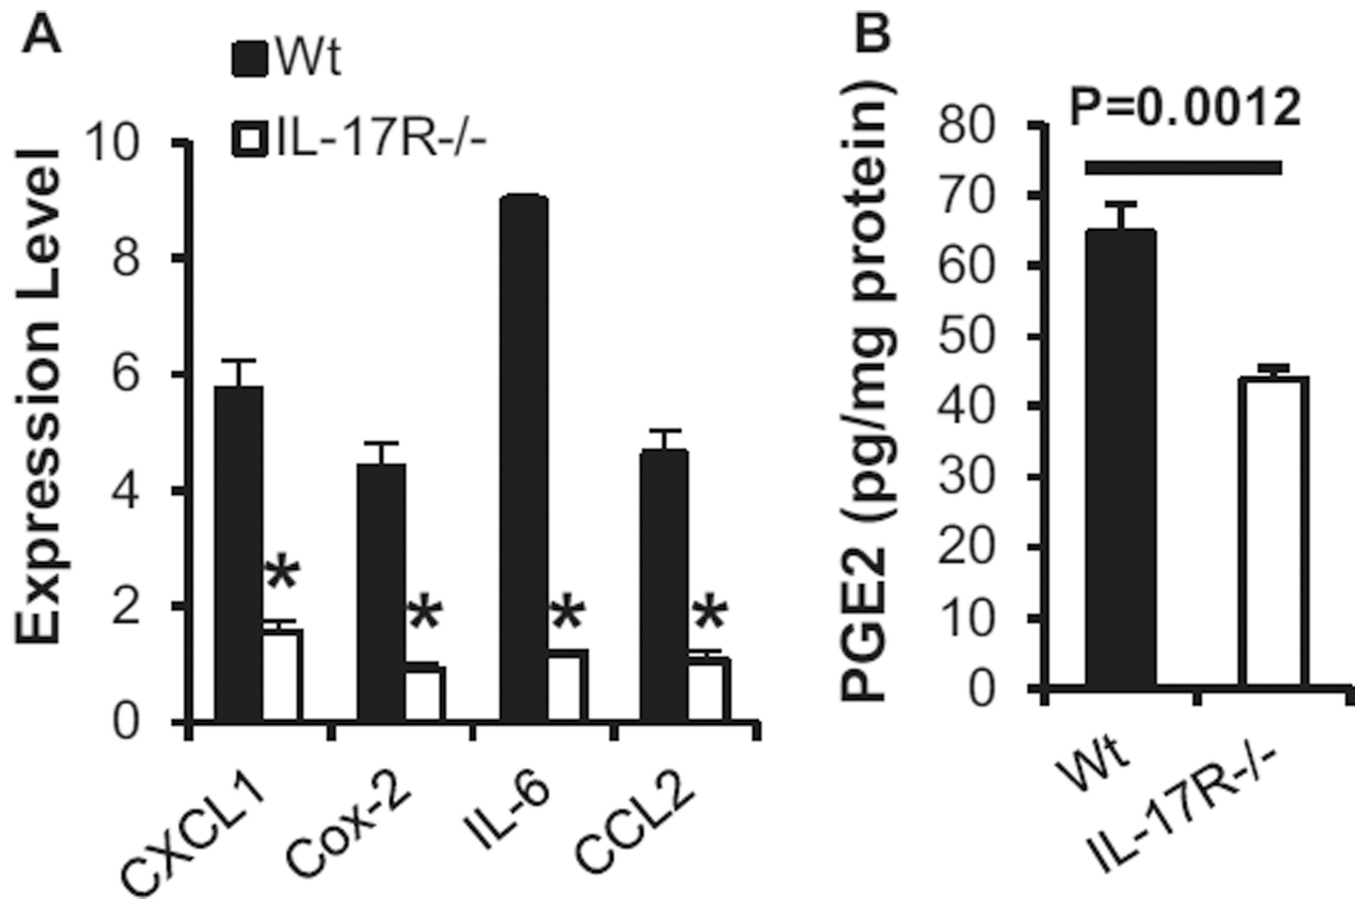 A
Wt
IL-17R-/-
Expression Level
10
8
6
4
2
0
*
*
*
*
CXCL1
Cox-2
IL-6
CCL2
B
P=0.0012
PGE2 (pg/mg protein)
80
70
60
50
40
30
20
10
0
Wt
IL-17R-/-